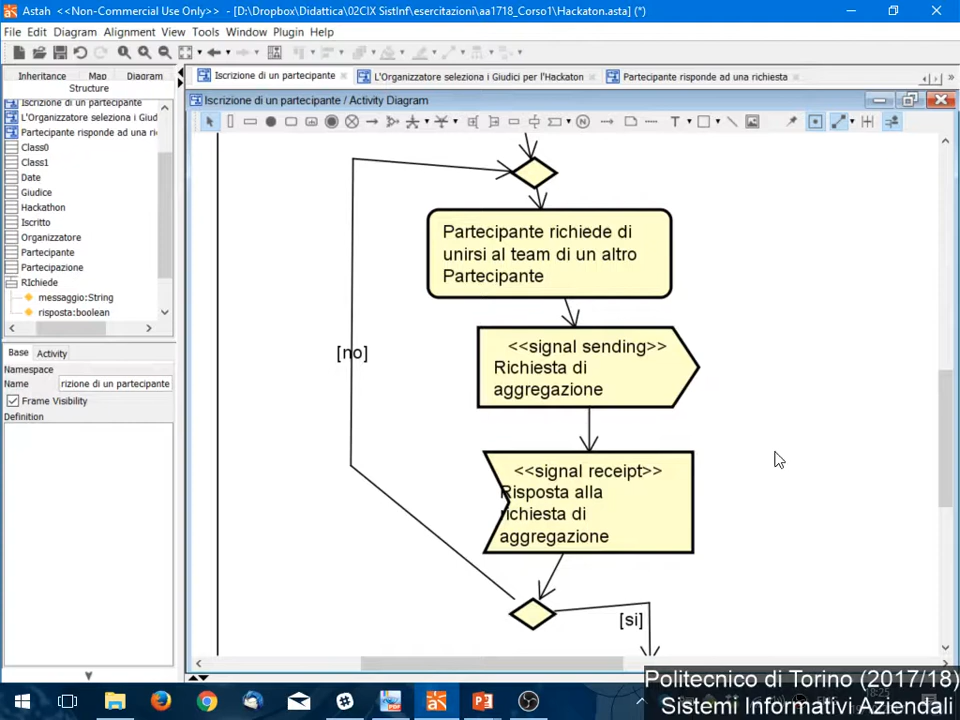 Astah <<Non-Commercial Use Only>> - [D:\Dropbox\Didattica\02CIX SistInf\esercitazioni\aa1718_Corso1\Hackaton.asta] (*)
File Edit Diagram Alignment View Tools Window Plugin Help
Inheritance Map Diagram
Structure
Iscrizione di un partecipante
L'Organizzatore seleziona i Giud
Partecipante risponde ad una ri
Class0
Class1
Date
Giudice
Hackathon
Iscritto
Organizzatore
Partecipante
Partecipazione
RIchiede
messaggio:String
risposta:boolean
Base Activity
Namespace
Name rizione di un partecipante
Frame Visibility
Definition
Iscrizione di un partecipante L'Organizzatore seleziona i Giudici per l'Hackaton Partecipante risponde ad una richiesta
Iscrizione di un partecipante / Activity Diagram
Partecipante richiede di
unirsi al team di un altro
Partecipante
[no]
<<signal sending>>
Richiesta di
aggregazione
<<signal receipt>>
Risposta alla
richiesta di
aggregazione
[si]
18:25
Politecnico di Torino (2017/18)
Sistemi Informativi Aziendali